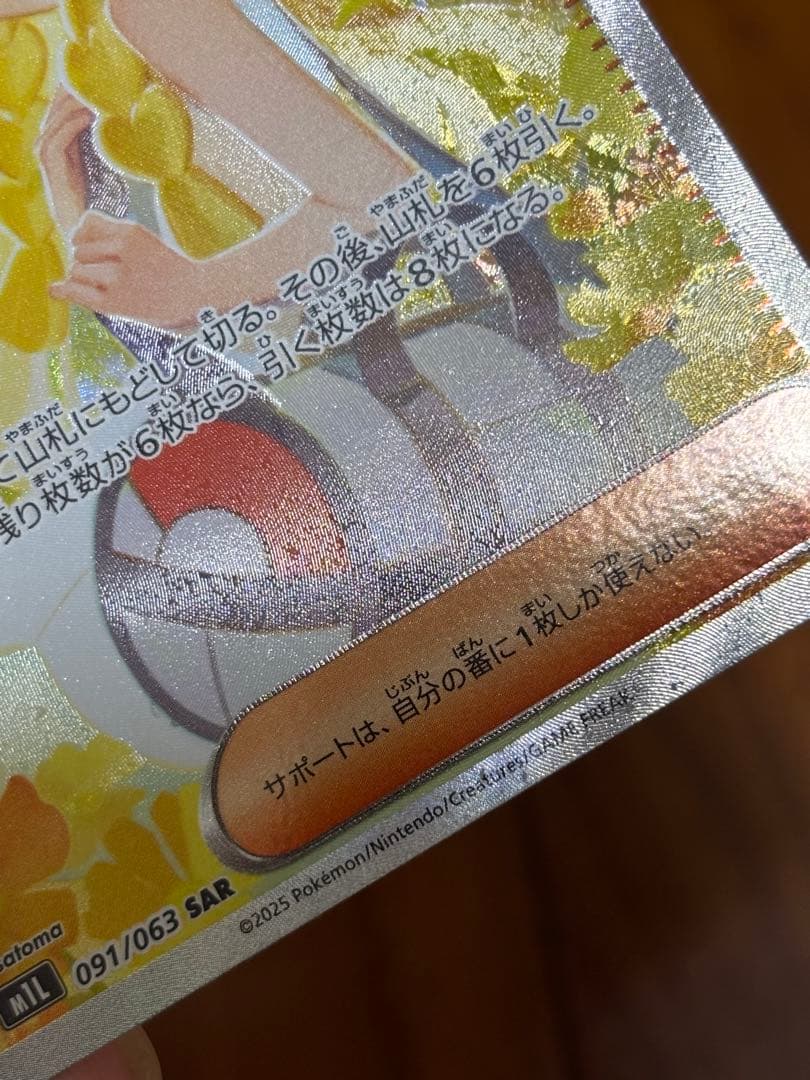 て山札にもどして切る。その後、山札を6枚引く。
残り枚数が6枚なら、引く枚数は8枚になる。
サポートは、自分の番に1枚しか使えない。
©2025 Pokémon/Nintendo/Creatures/GAME FREAK
satoma
M1L 091/063 SAR